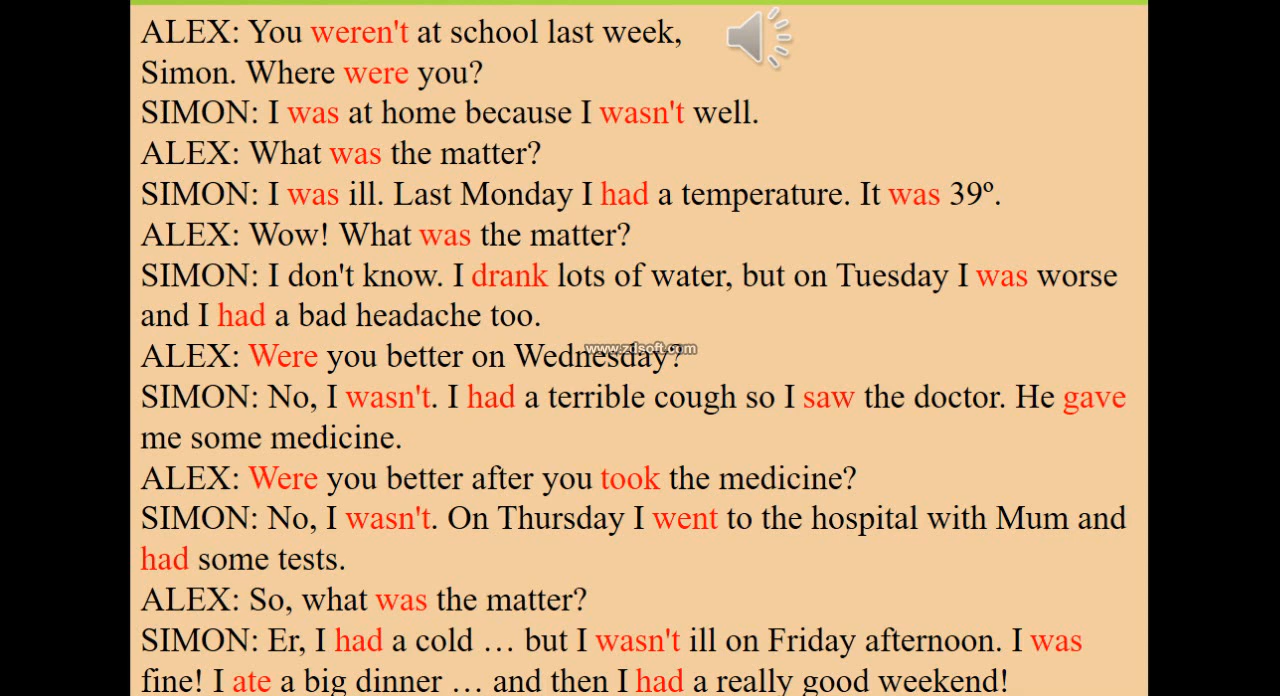 ALEX: You weren't at school last week,
Simon. Where were you?
SIMON: I was at home because I wasn't well.
ALEX: What was the matter?
SIMON: I was ill. Last Monday I had a temperature. It was 39º.
ALEX: Wow! What was the matter?
SIMON: I don't know. I drank lots of water, but on Tuesday I was worse
and I had a bad headache too.
ALEX: Were you better on Wednesday?
www.zdsoft.com
SIMON: No, I wasn't. I had a terrible cough so I saw the doctor. He gave
me some medicine.
ALEX: Were you better after you took the medicine?
SIMON: No, I wasn't. On Thursday I went to the hospital with Mum and
had some tests.
ALEX: So, what was the matter?
SIMON: Er, I had a cold … but I wasn't ill on Friday afternoon. I was
fine! I ate a big dinner … and then I had a really good weekend!